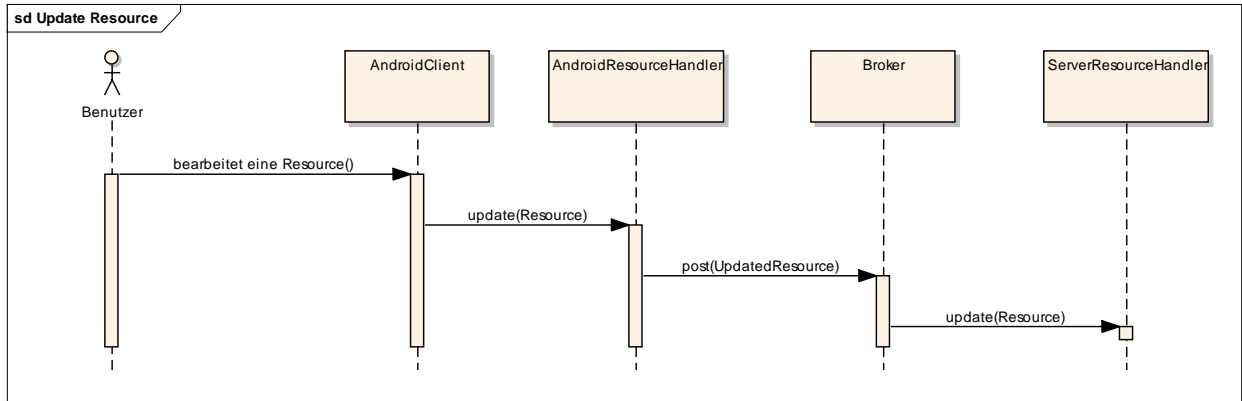 sd Update Resource
Benutzer
AndroidClient
AndroidResourceHandler
Broker
ServerResourceHandler
bearbeitet eine Resource()
update(Resource)
post(UpdatedResource)
update(Resource)